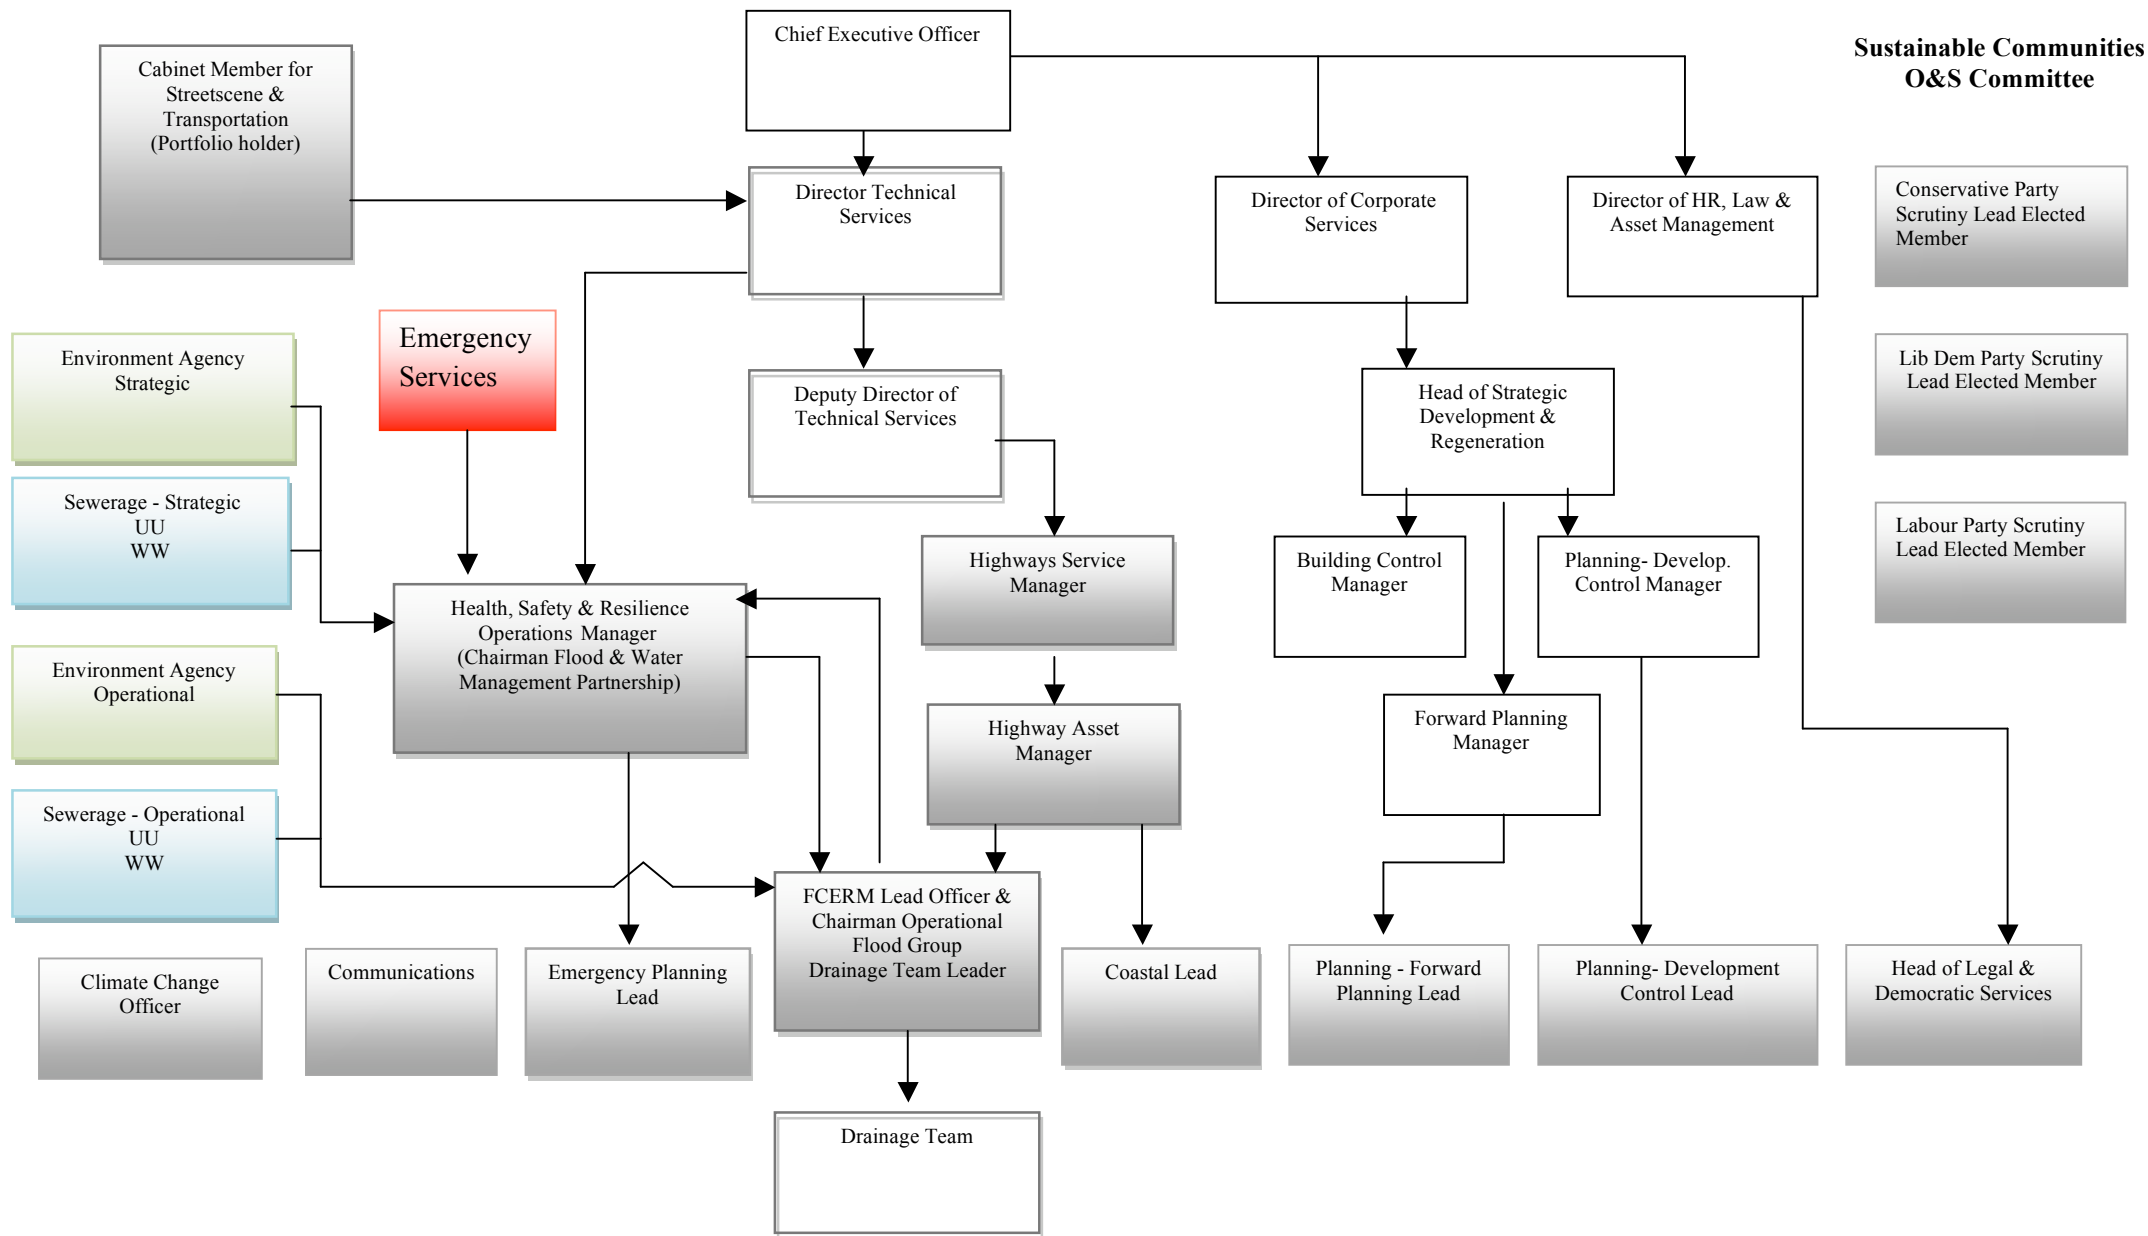 Chief Executive Officer
Sustainable Communities
O&S Committee
Cabinet Member for
Streetscene &
Transportation
(Portfolio holder)
Director Technical
Services
Director of Corporate
Services
Director of HR, Law &
Asset Management
Conservative Party
Scrutiny Lead Elected
Member
Emergency
Services
Environment Agency
Strategic
Deputy Director of
Technical Services
Head of Strategic
Development &
Regeneration
Lib Dem Party Scrutiny
Lead Elected Member
Sewerage - Strategic
UU
WW
Highways Service
Manager
Building Control
Manager
Planning- Develop.
Control Manager
Labour Party Scrutiny
Lead Elected Member
Health, Safety & Resilience
Operations Manager
(Chairman Flood & Water
Management Partnership)
Environment Agency
Operational
Highway Asset
Manager
Forward Planning
Manager
Sewerage - Operational
UU
WW
FCERM Lead Officer &
Chairman Operational
Flood Group
Drainage Team Leader
Climate Change
Officer
Communications
Emergency Planning
Lead
Coastal Lead
Planning - Forward
Planning Lead
Planning- Development
Control Lead
Head of Legal &
Democratic Services
Drainage Team